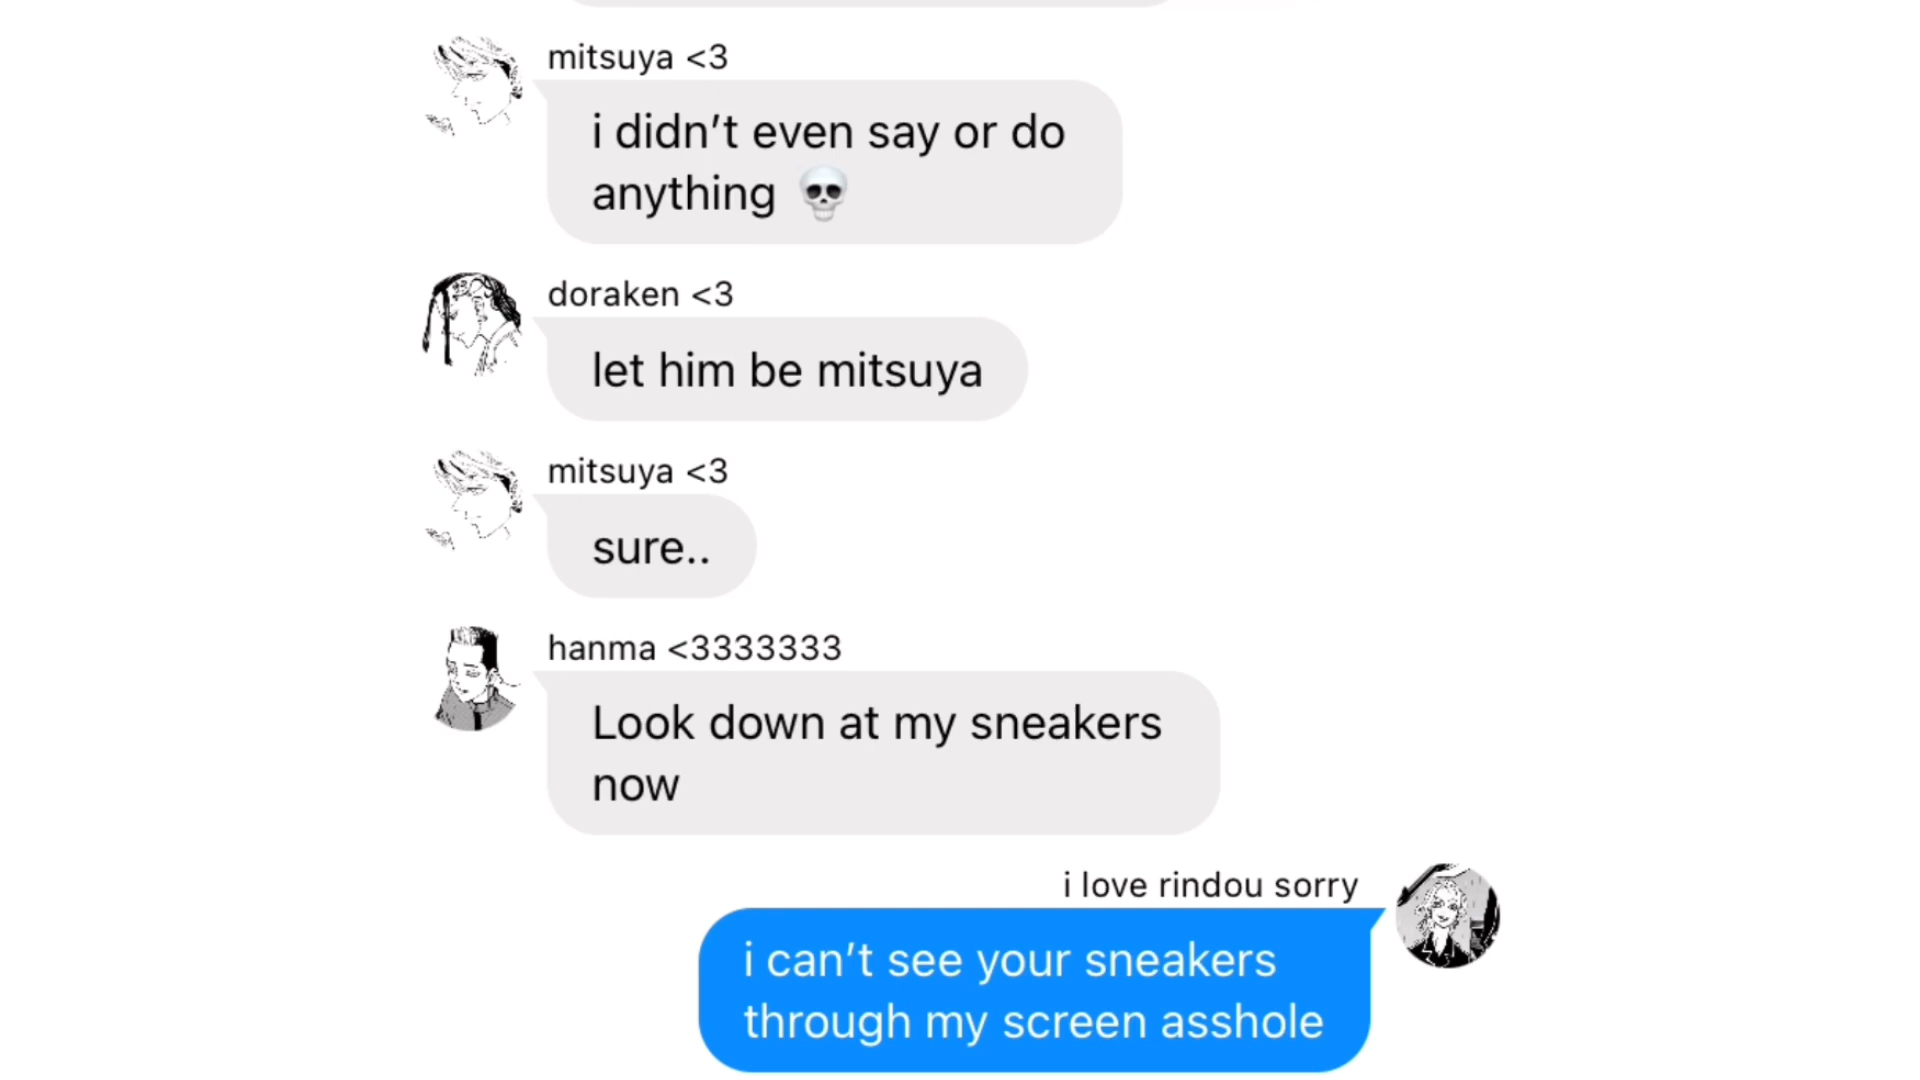 mitsuya <3
i didn’t even say or do
anything 💀
doraken <3
let him be mitsuya
mitsuya <3
sure..
hanma <3333333
Look down at my sneakers
now
i love rindou sorry
i can’t see your sneakers
through my screen asshole